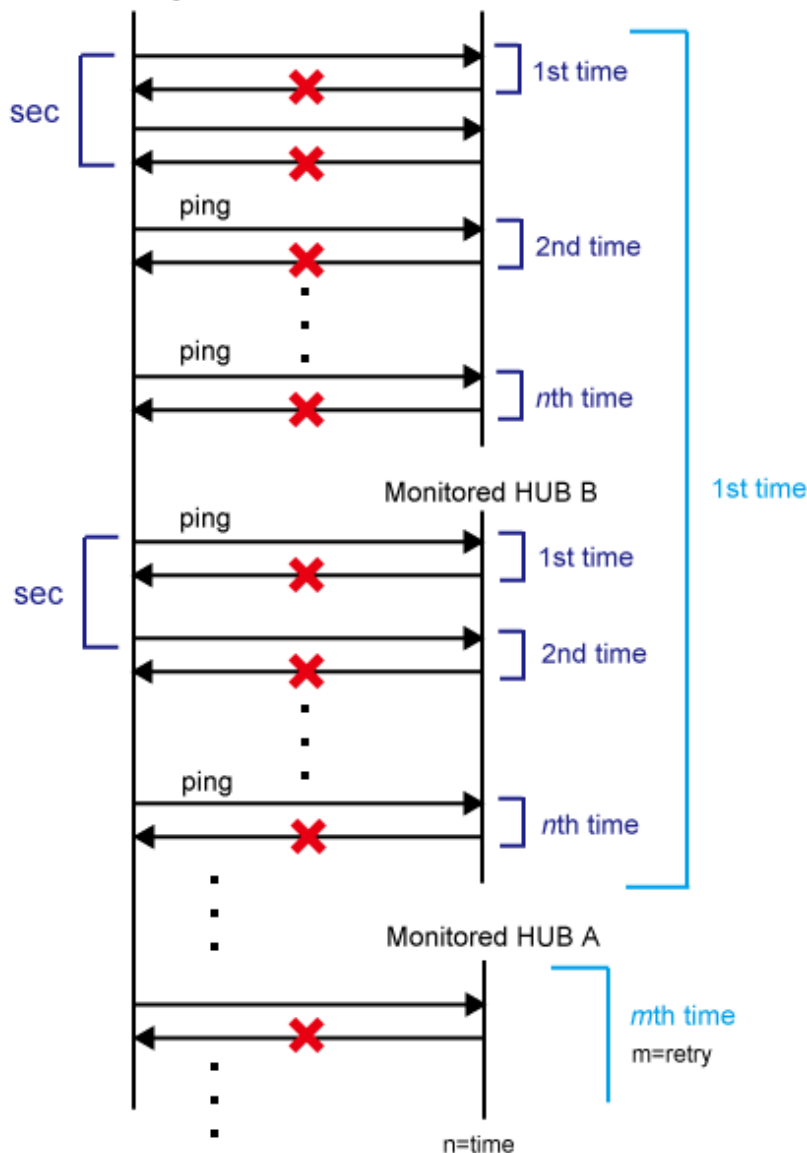 1st time
sec
ping
2nd time
ping
nth time
1st time
Monitored HUB B
ping
1st time
sec
2nd time
ping
nth time
Monitored HUB A
mth time
m=retry
n=time